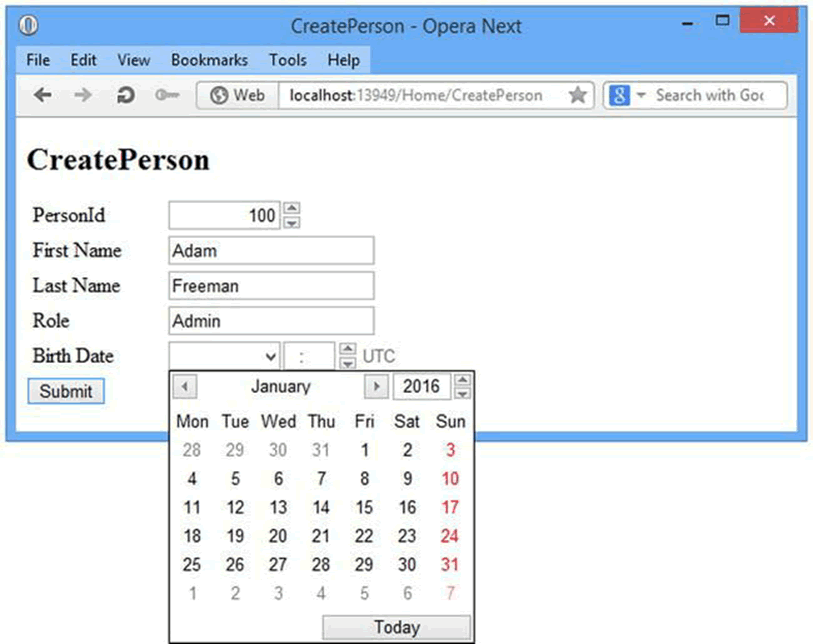 CreatePerson - Opera Next
File Edit View Bookmarks Tools Help
Web localhost:13949/Home/CreatePerson 8 Search with Goo
CreatePerson
PersonId 100
First Name Adam
Last Name Freeman
Role Admin
Birth Date : UTC
Submit January 2016
Mon Tue Wed Thu Fri Sat Sun
28 29 30 31 1 2 3
4 5 6 7 8 9 10
11 12 13 14 15 16 17
18 19 20 21 22 23 24
25 26 27 28 29 30 31
1 2 3 4 5 6 7
Today